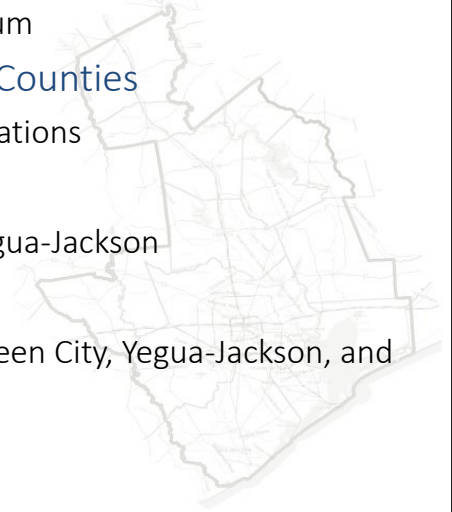 um
Counties
ations
gua-Jackson
een City, Yegua-Jackson, and